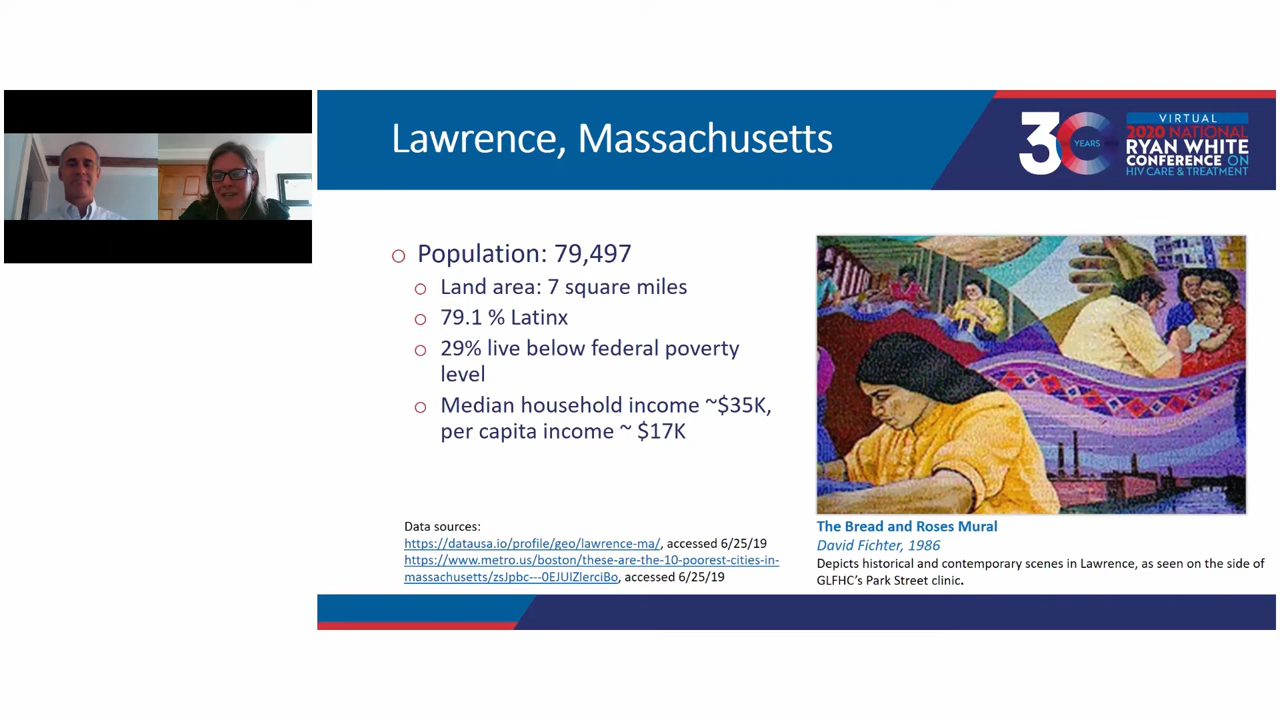 Lawrence, Massachusetts
30
YEARS
VIRTUAL
2020 NATIONAL
RYAN WHITE
CONFERENCE ON
HIV CARE & TREATMENT
Population: 79,497
Land area: 7 square miles
79.1 % Latinx
29% live below federal poverty
level
Median household income ~$35K,
per capita income ~ $17K
Data sources:
https://datausa.io/profile/geo/lawrence-ma/, accessed 6/25/19
https://www.metro.us/boston/these-are-the-10-poorest-cities-in-
massachusetts/zsJpbc---0EJUIZlerciBo, accessed 6/25/19
The Bread and Roses Mural
David Fichter, 1986
Depicts historical and contemporary scenes in Lawrence, as seen on the side of
GLFHC's Park Street clinic.